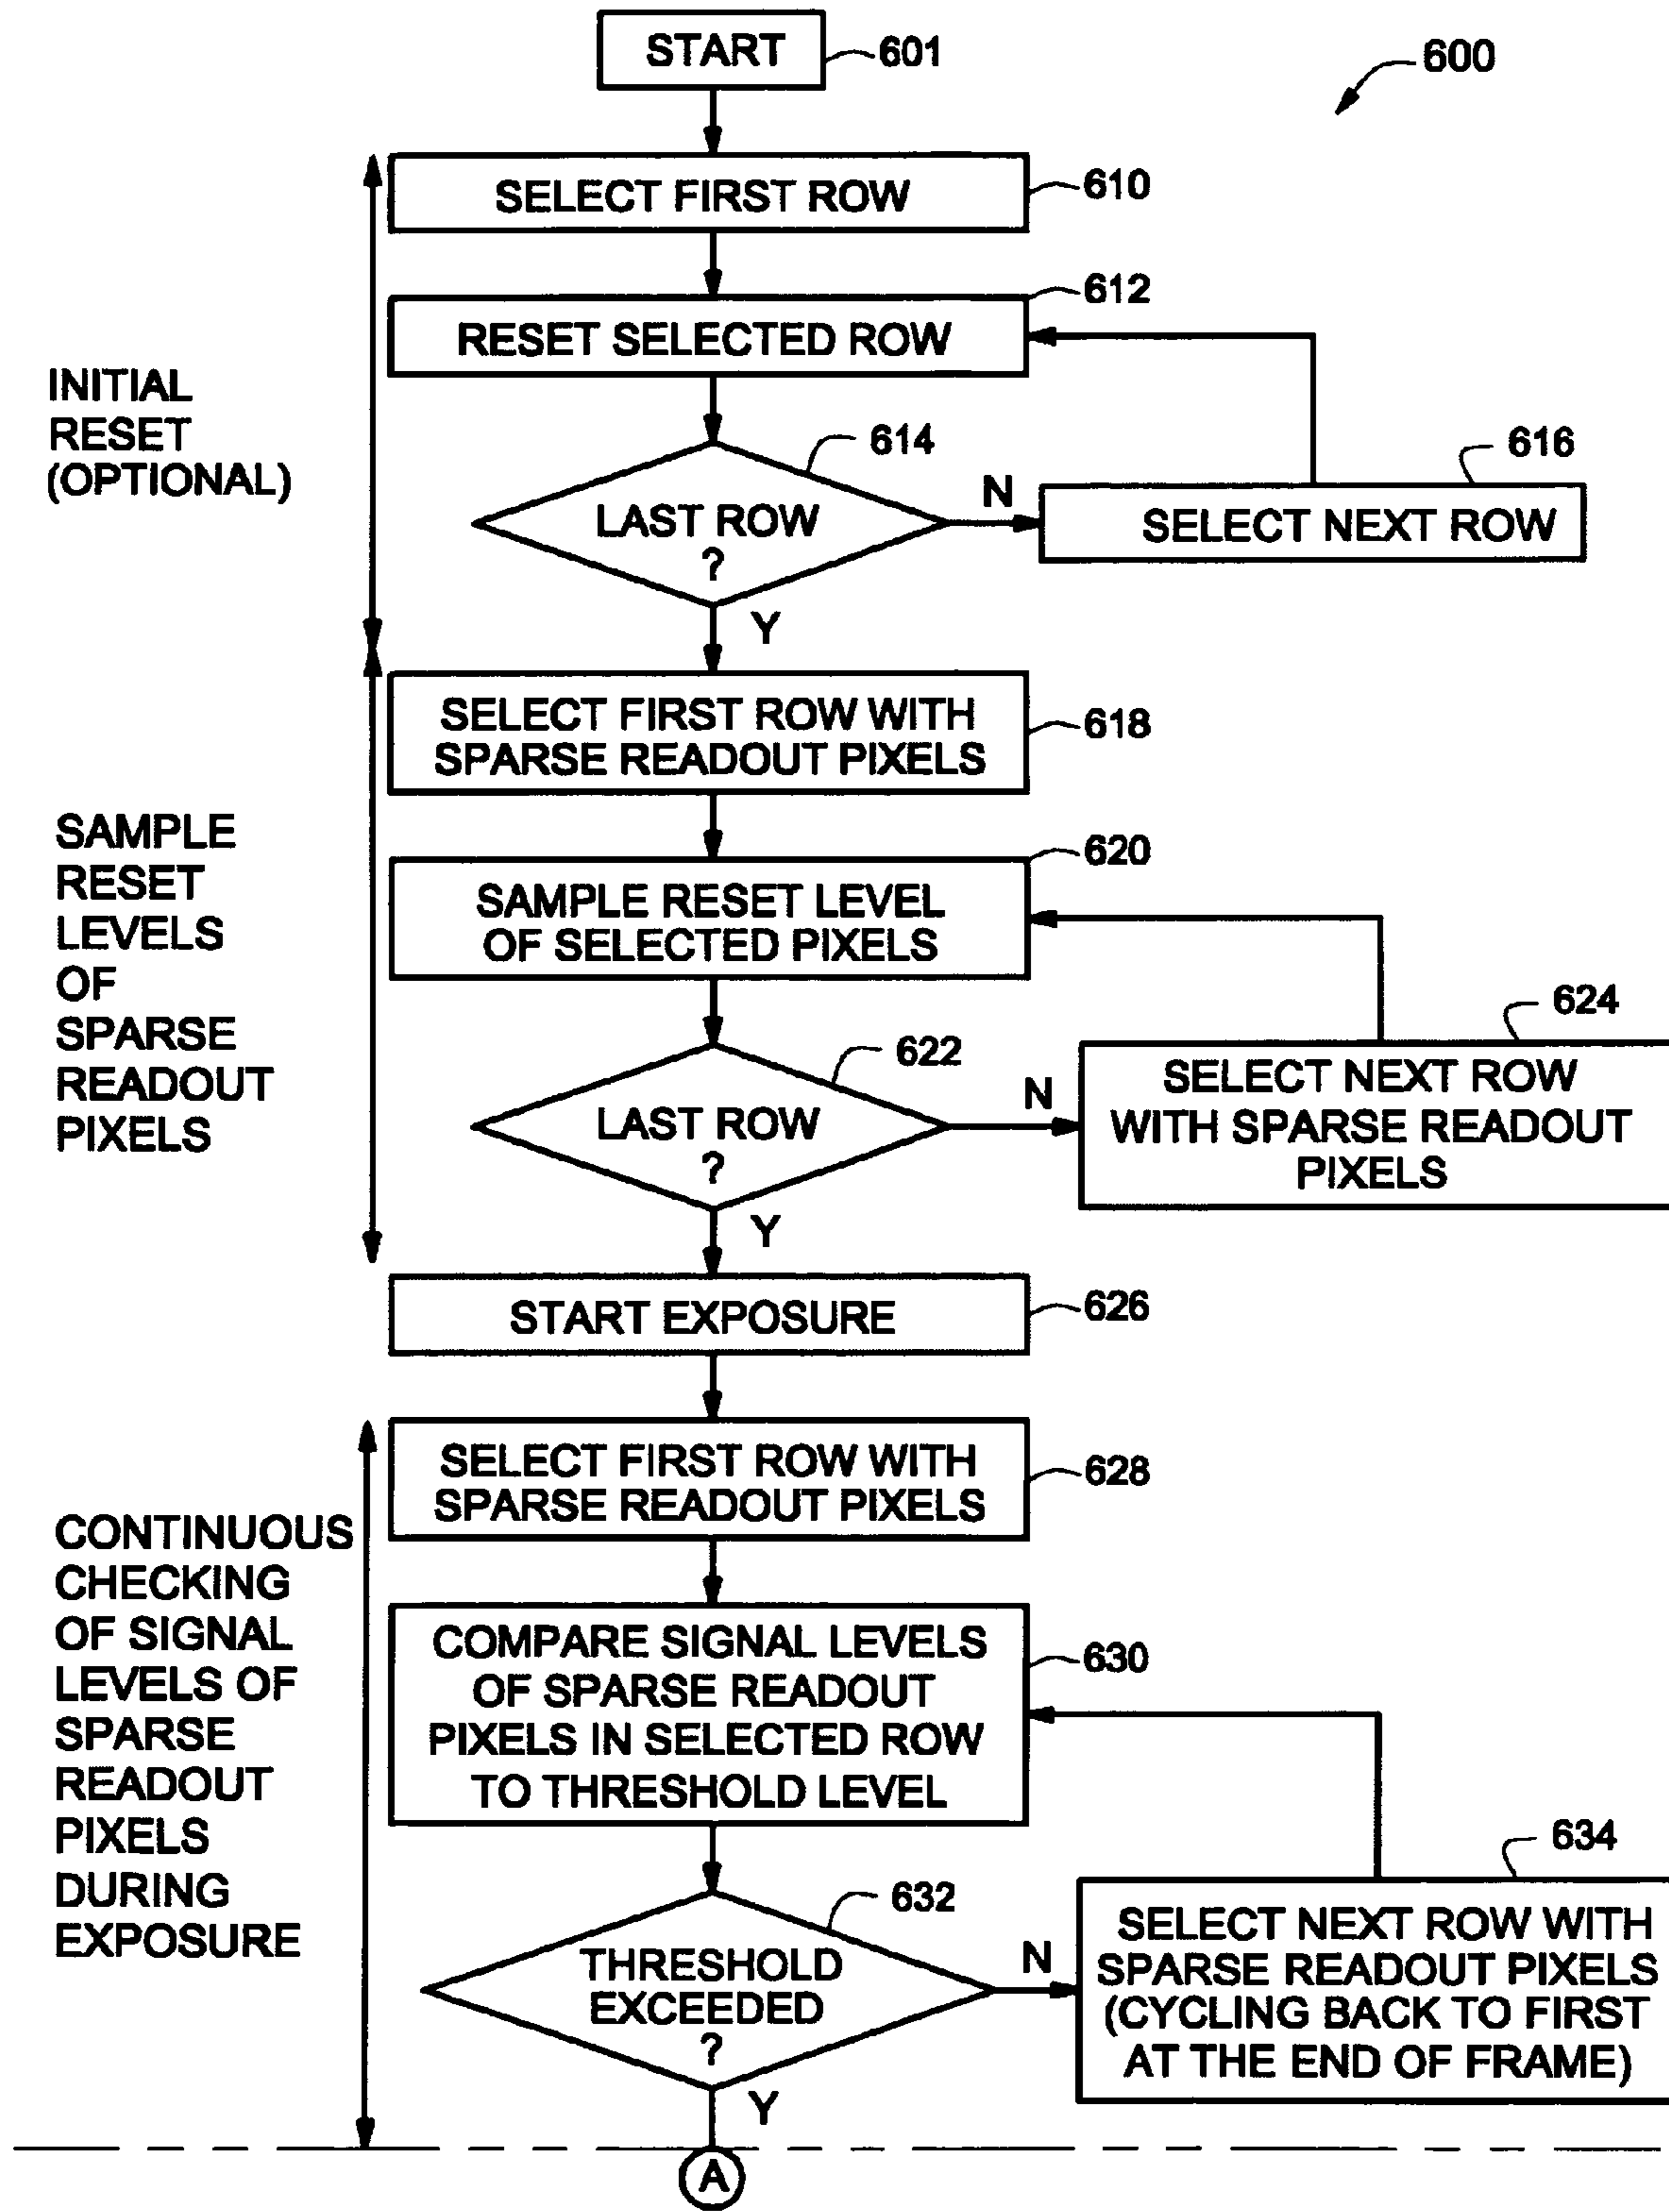 START
601
600
SELECT FIRST ROW
610
RESET SELECTED ROW
612
INITIAL
RESET
(OPTIONAL)
LAST ROW
?
614
N
Y
SELECT NEXT ROW
616
SELECT FIRST ROW WITH
SPARSE READOUT PIXELS
618
SAMPLE
RESET
LEVELS
OF
SPARSE
READOUT
PIXELS
SAMPLE RESET LEVEL
OF SELECTED PIXELS
620
LAST ROW
?
622
N
Y
SELECT NEXT ROW
WITH SPARSE READOUT
PIXELS
624
START EXPOSURE
626
SELECT FIRST ROW WITH
SPARSE READOUT PIXELS
628
CONTINUOUS
CHECKING
OF SIGNAL
LEVELS OF
SPARSE
READOUT
PIXELS
DURING
EXPOSURE
COMPARE SIGNAL LEVELS
OF SPARSE READOUT
PIXELS IN SELECTED ROW
TO THRESHOLD LEVEL
630
THRESHOLD
EXCEEDED
?
632
N
Y
SELECT NEXT ROW WITH
SPARSE READOUT PIXELS
(CYCLING BACK TO FIRST
AT THE END OF FRAME)
634
A